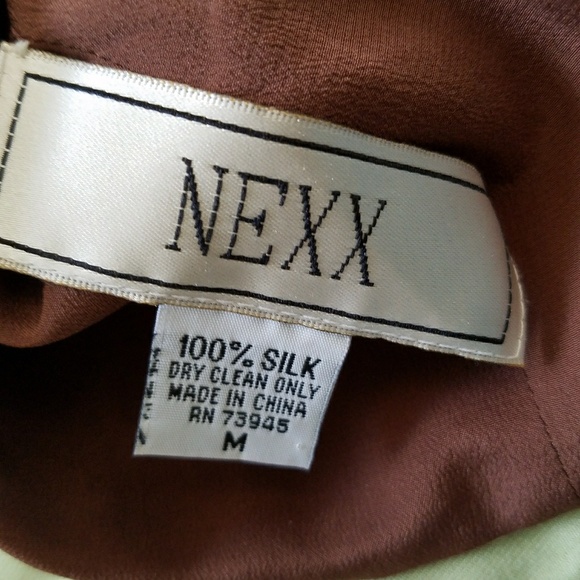 NEXX
100% SILK
DRY CLEAN ONLY
MADE IN CHINA
RN 73945
M